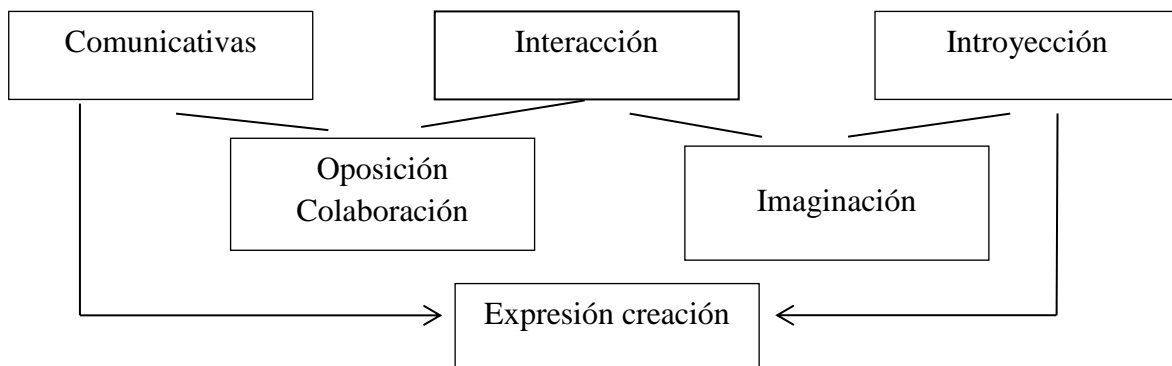 Comunicativas
Interacción
Introyección
Oposición
Colaboración
Imaginación
Expresión creación